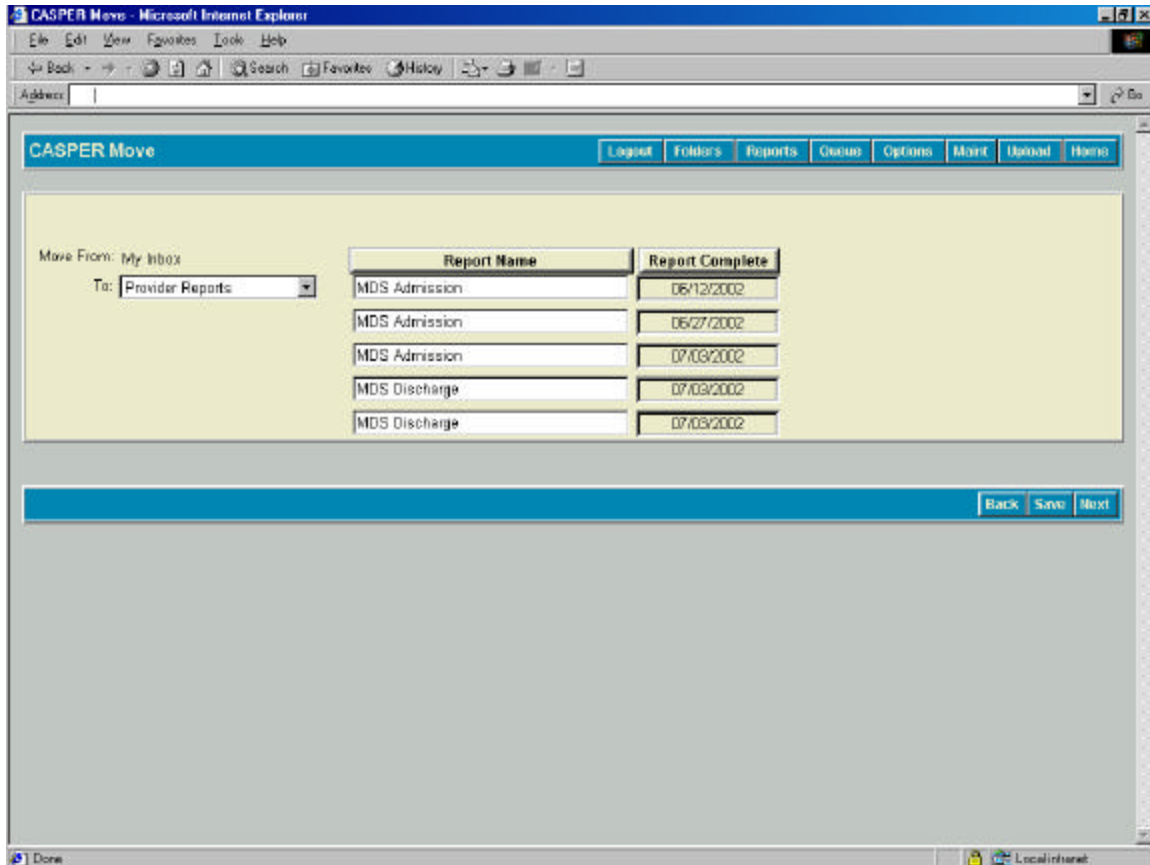 CASPER Move - Microsoft Internet Explorer
File Edit View Favorites Tools Help
Back Search Favorites History
Address Go
CASPER Move Logout Folders Reports Queue Options Maint Upload Home
Move From: My Inbox
To: Provider Reports
Report Name Report Complete
MDS Admission 06/12/2002
MDS Admission 06/27/2002
MDS Admission 07/03/2002
MDS Discharge 07/03/2002
MDS Discharge 07/03/2002
Back Save Next
Done Local intranet